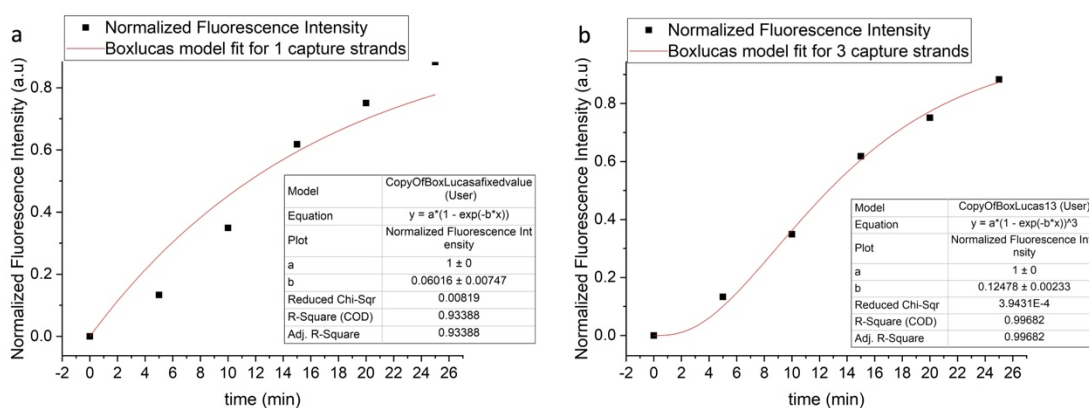 a
Normalized Fluorescence Intensity
Boxlucas model fit for 1 capture strands
Normalized Fluorescence Intensity (a.u)
0.8
0.6
0.4
0.2
0.0
-2 0 2 4 6 8 10 12 14 16 18 20 22 24 26
time (min)
Model CopyOfBoxLucasafixedvalue
(User)
Equation y = a*(1 - exp(-b*x))
Plot Normalized Fluorescence Int
ensity
a 1 ± 0
b 0.06016 ± 0.00747
Reduced Chi-Sqr 0.00819
R-Square (COD) 0.93388
Adj. R-Square 0.93388
b
Normalized Fluorescence Intensity
Boxlucas model fit for 3 capture strands
Normalized Fluorescence Intensity (a.u)
0.8
0.6
0.4
0.2
0.0
-2 0 2 4 6 8 10 12 14 16 18 20 22 24 26
time (min)
Model CopyOfBoxLucas13 (User)
Equation y = a*(1 - exp(-b*x))^3
Plot Normalized Fluorescence Inte
nsity
a 1 ± 0
b 0.12478 ± 0.00233
Reduced Chi-Sqr 3.9431E-4
R-Square (COD) 0.99682
Adj. R-Square 0.99682